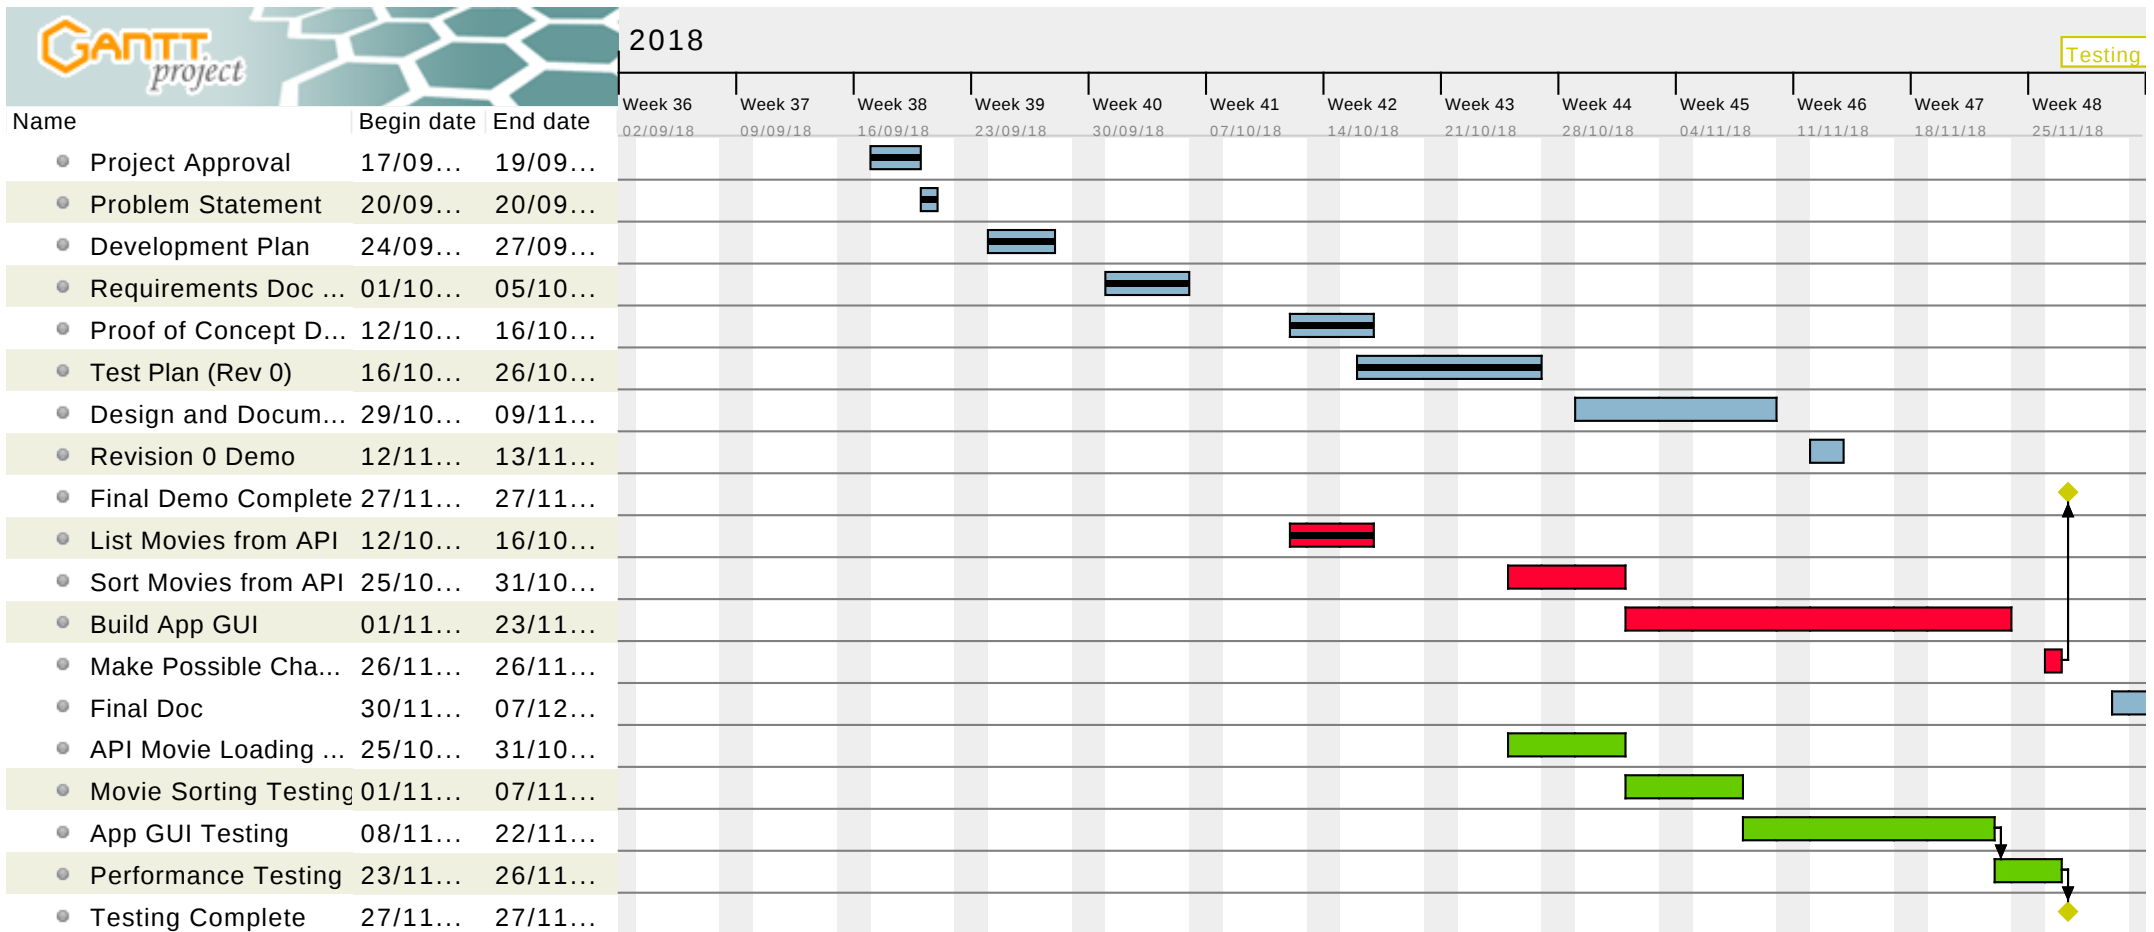 GANTT
project
2018
Testing
Week 36 Week 37 Week 38 Week 39 Week 40 Week 41 Week 42 Week 43 Week 44 Week 45 Week 46 Week 47 Week 48
02/09/18 09/09/18 16/09/18 23/09/18 30/09/18 07/10/18 14/10/18 21/10/18 28/10/18 04/11/18 11/11/18 18/11/18 25/11/18
Name Begin date End date
Project Approval 17/09... 19/09...
Problem Statement 20/09... 20/09...
Development Plan 24/09... 27/09...
Requirements Doc ... 01/10... 05/10...
Proof of Concept D... 12/10... 16/10...
Test Plan (Rev 0) 16/10... 26/10...
Design and Docum... 29/10... 09/11...
Revision 0 Demo 12/11... 13/11...
Final Demo Complete 27/11... 27/11...
List Movies from API 12/10... 16/10...
Sort Movies from API 25/10... 31/10...
Build App GUI 01/11... 23/11...
Make Possible Cha... 26/11... 26/11...
Final Doc 30/11... 07/12...
API Movie Loading ... 25/10... 31/10...
Movie Sorting Testing 01/11... 07/11...
App GUI Testing 08/11... 22/11...
Performance Testing 23/11... 26/11...
Testing Complete 27/11... 27/11...